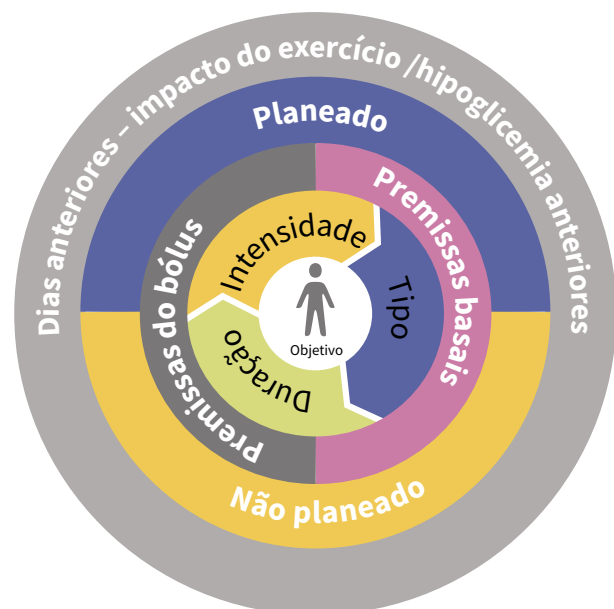 Dias anteriores – impacto do exercício /hipoglicemia anteriores
Planeado
Premissas do bólus
Premissas basais
Intensidade
Tipo
Duração
Objetivo
Não planeado